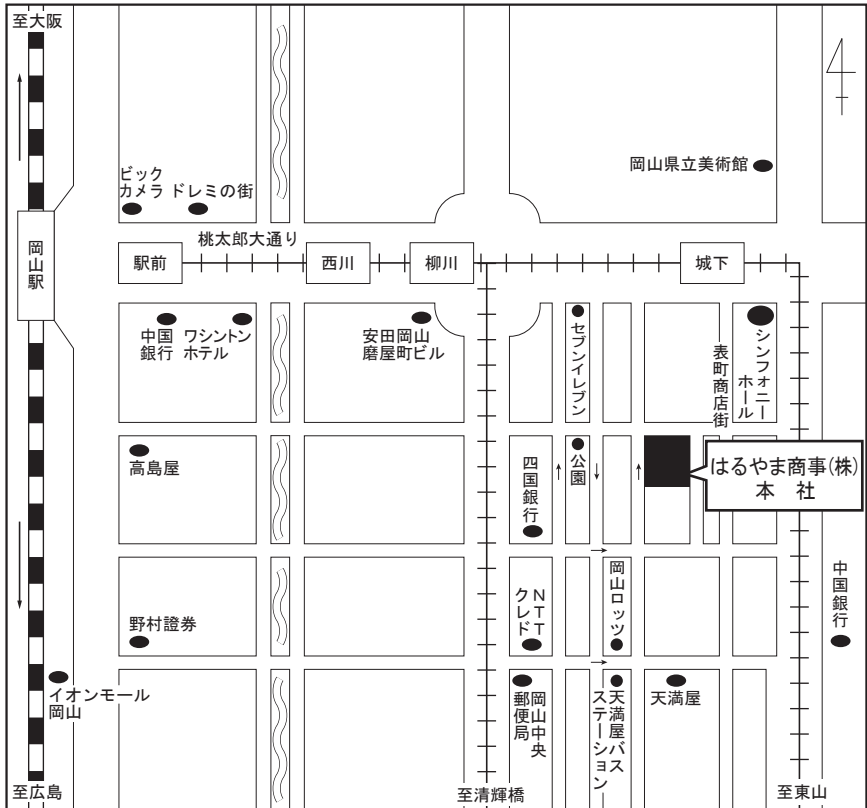 至大阪
岡山県立美術館
ビック
カメラ
ドレミの街
桃太郎大通り
岡山駅
駅前
西川
柳川
城下
中国
銀行
ワシントン
ホテル
安田岡山
磨屋町ビル
セブンイレブン
表町商店街
シンフォニー
ホール
高島屋
四国銀行
公園
はるやま商事(株)
本 社
野村證券
NTT
クレド
岡山ロッツ
中国銀行
イオンモール
岡山
岡山中央
郵便局
天満屋バス
ステーション
天満屋
至広島
至清輝橋
至東山